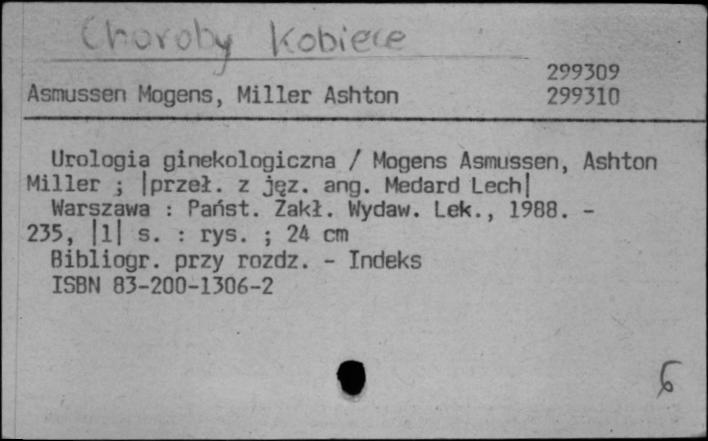 Choroby Kobiece
299309
Asmussen Mogens, Miller Ashton 299310
Urologia ginekologiczna / Mogens Asmussen, Ashton
Miller ; |przeł. z jęz. ang. Medard Lech|
Warszawa : Państ. Zakł. Wydaw. Lek., 1988. -
235, |1| s. : rys. ; 24 cm
Bibliogr. przy rozdz. - Indeks
ISBN 83-200-1306-2
6